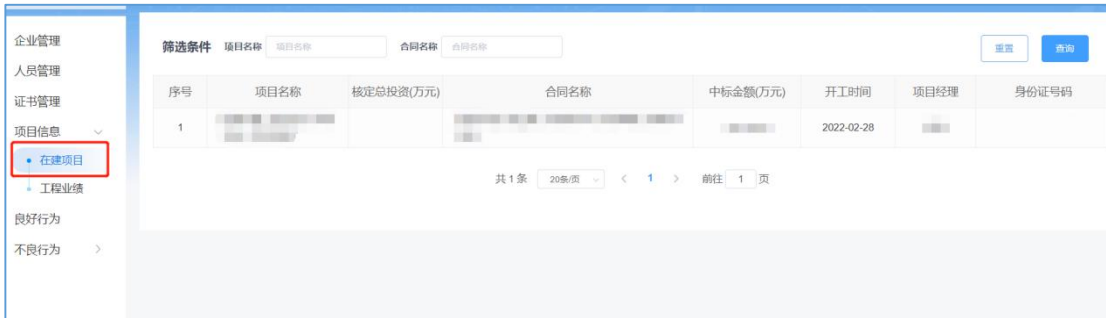 企业管理
人员管理
证书管理
项目信息
在建项目
工程业绩
良好行为
不良行为
筛选条件 项目名称 项目名称 合同名称 合同名称 重置 查询
序号 项目名称 核定总投资(万元) 合同名称 中标金额(万元) 开工时间 项目经理 身份证号码
1 2022-02-28
共 1 条 20条/页 1 前往 1 页